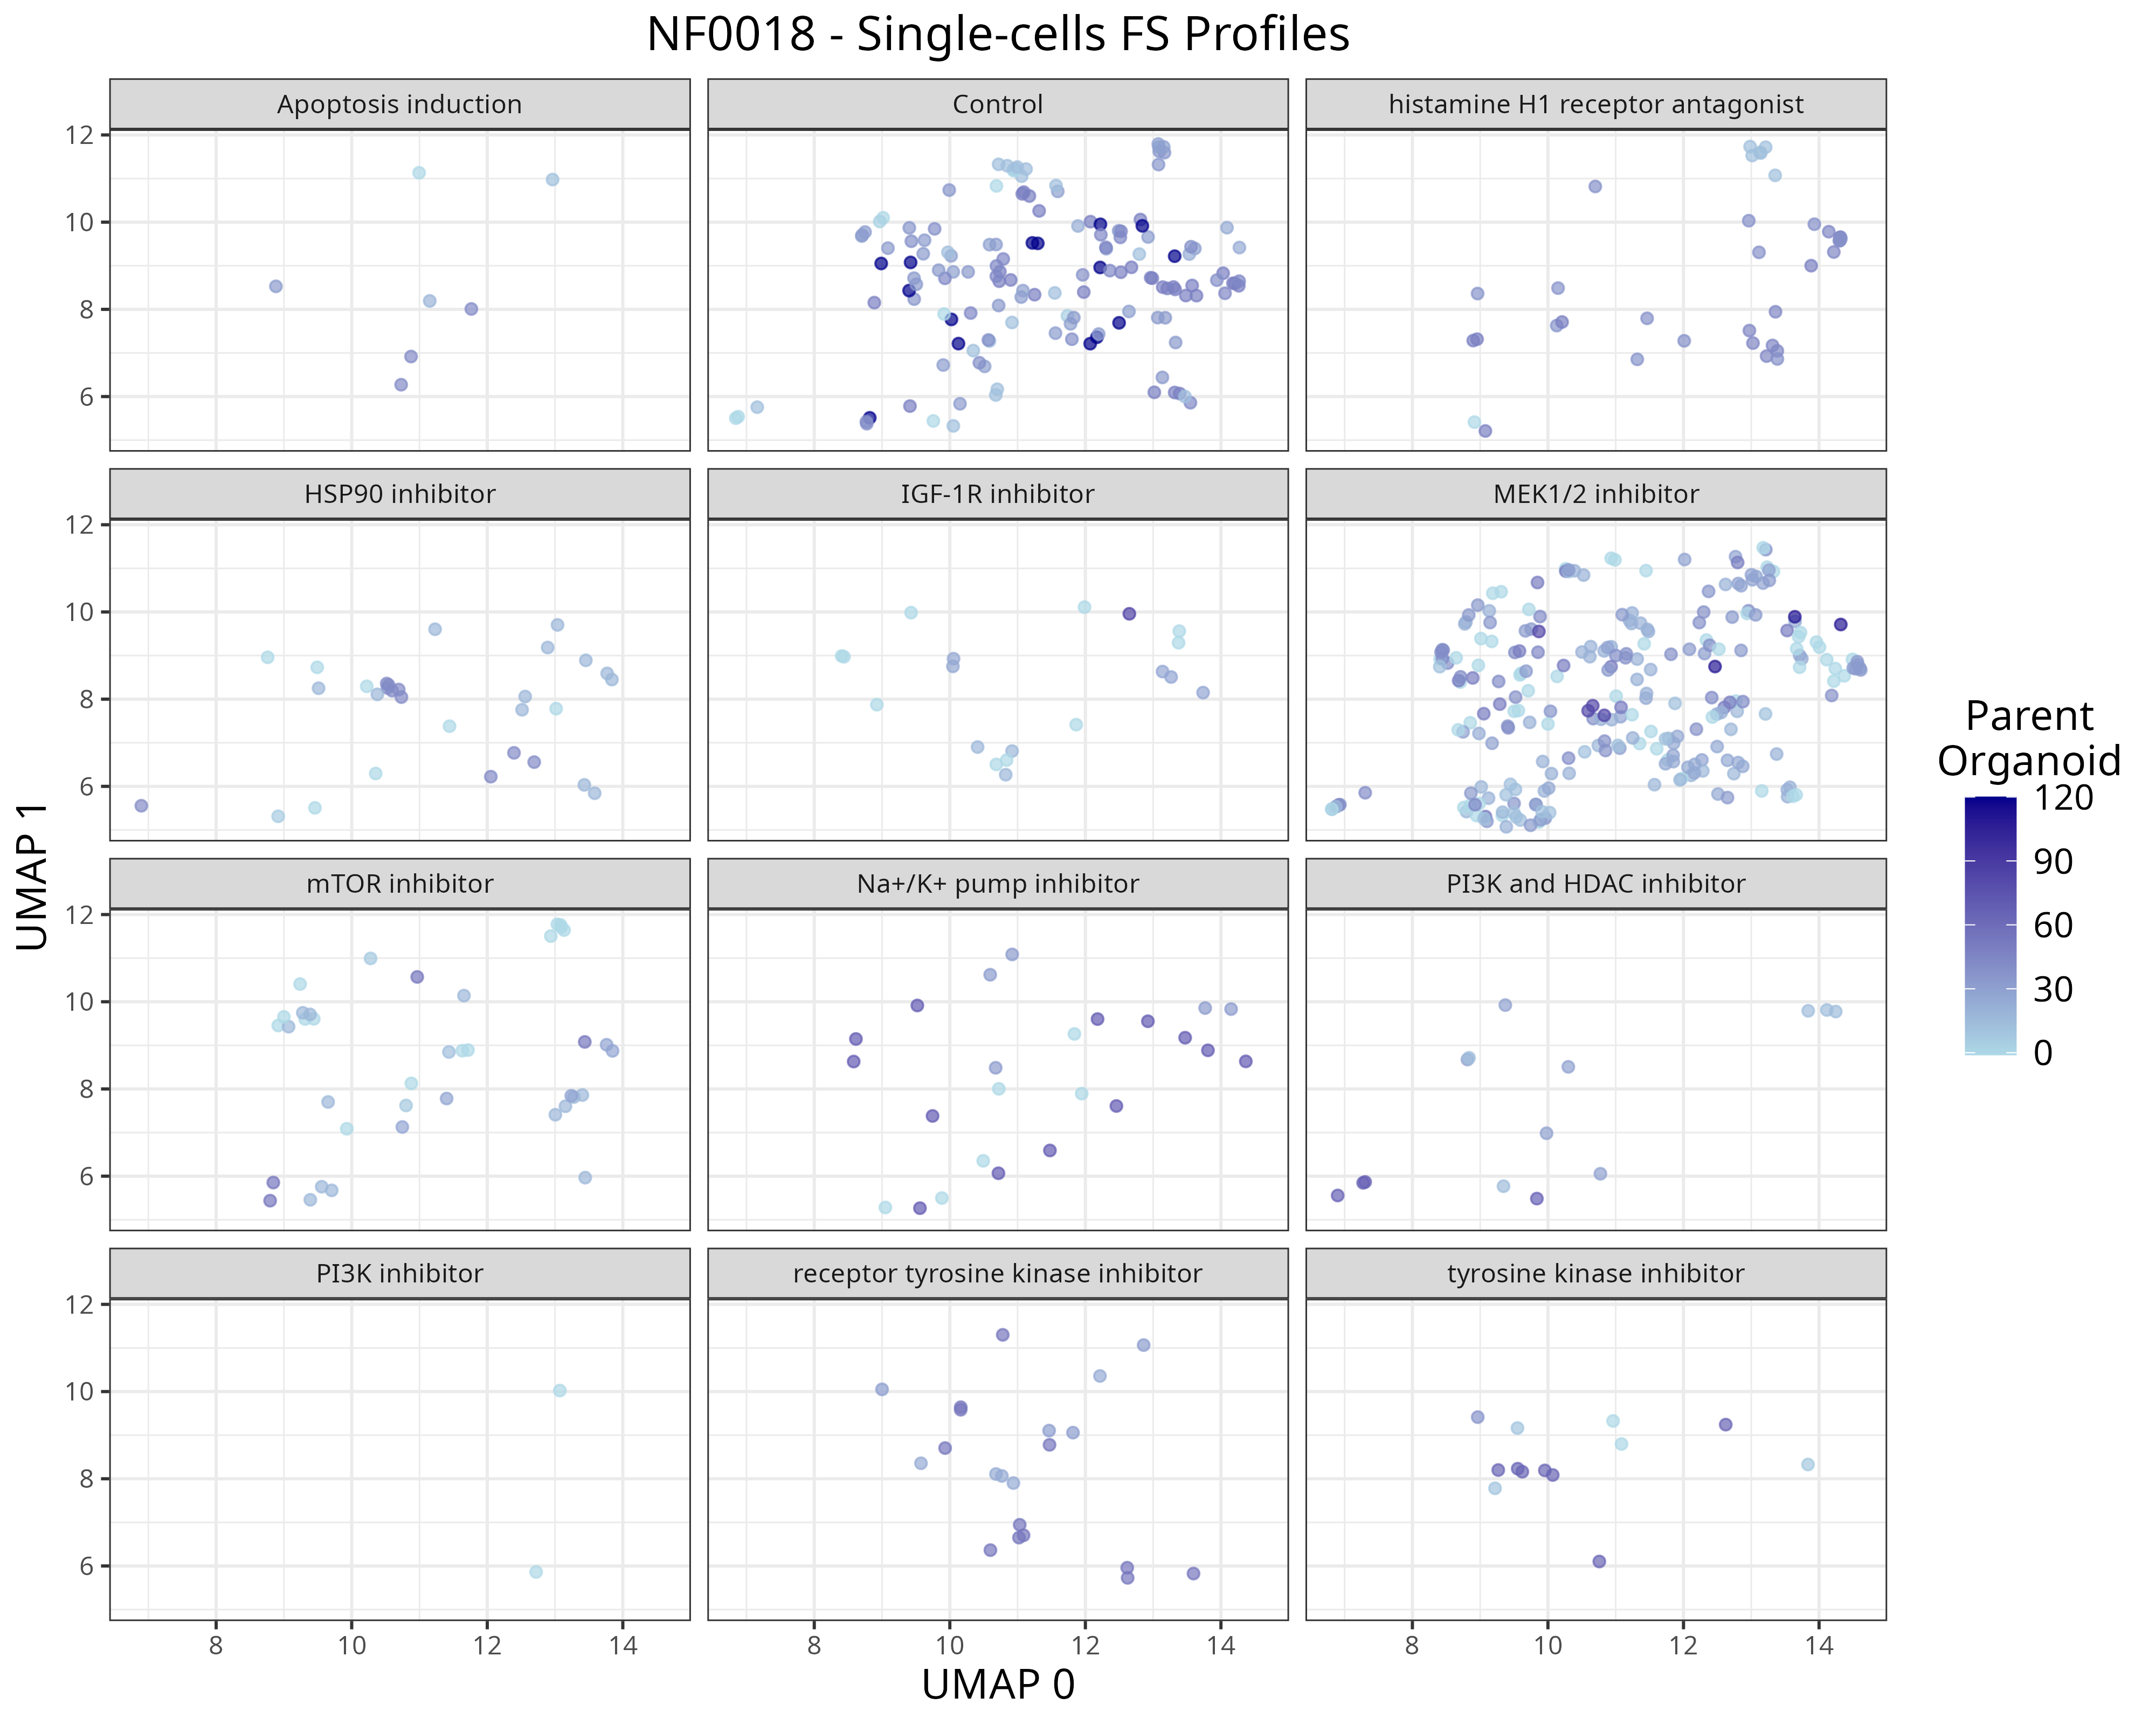 NF0018 - Single-cells FS Profiles
Apoptosis induction
Control
histamine H1 receptor antagonist
12
10
8
6
HSP90 inhibitor
IGF-1R inhibitor
MEK1/2 inhibitor
12
10
8
6
mTOR inhibitor
Na+/K+ pump inhibitor
PI3K and HDAC inhibitor
12
10
8
6
PI3K inhibitor
receptor tyrosine kinase inhibitor
tyrosine kinase inhibitor
12
10
8
6
8 10 12 14
8 10 12 14
8 10 12 14
UMAP 0
UMAP 1
Parent
Organoid
120
90
60
30
0